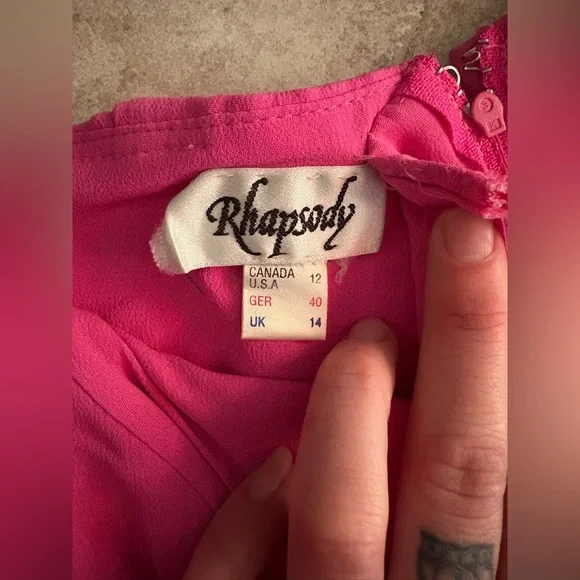 Rhapsody
CANADA
U.S.A 12
GER 40
UK 14